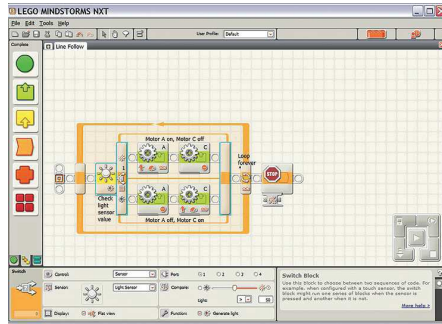 LEGO MINDSTORMS NXT
File Edit Tools Help
User Profile: Default
Complete
Line Follow
Motor A on, Motor C off
A
C
Loop
forever
Check
light
sensor
value
A
C
STOP
Motor A off, Motor C on
Switch
Control:
Sensor
Sensor:
Light Sensor
Display:
Flat view
Port:
1 2 3 4
Compare:
Light:
>
50
Function:
Generate light
Switch Block
Use this block to choose between two sequences of code. For
example, when configured with a touch sensor, the switch
block might run one series of blocks when the sensor is
pressed and another when it is not.
More help »